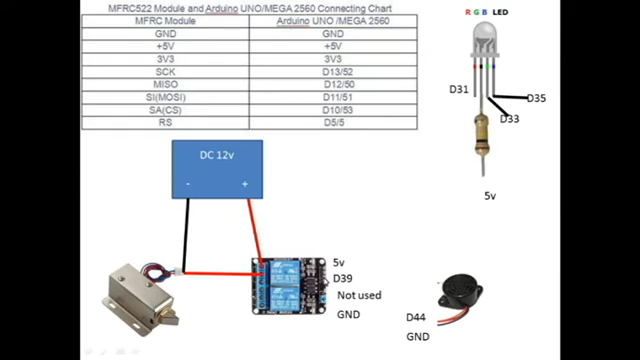 MFRC522 Module and Arduino UNO/MEGA 2560 Connecting Chart
MFRC Module Arduino UNO /MEGA 2560
GND GND
+5V +5V
3V3 3V3
SCK D13/52
MISO D12/50
SI(MOSI) D11/51
SA(CS) D10/53
RS D5/5
R G B LED
D31
D35
D33
5v
DC 12v
- +
5v
D39
Not used
GND
D44
GND